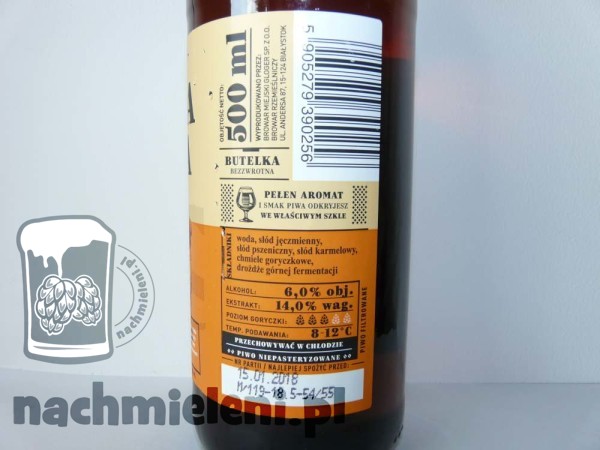 OBJĘTOŚĆ NETTO:
500 ml
WYPRODUKOWANO PRZEZ:
BROWAR MIEJSKI GLOGER SP. Z O.O.
BROWAR RZEMIEŚLNICZY
UL. ANDERSA 87, 15-124 BIAŁYSTOK
5 905279 390256
BUTELKA
BEZZWROTNA
PEŁEN AROMAT
I SMAK PIWA ODKRYJESZ
WE WŁAŚCIWYM SZKLE
SKŁADNIKI
woda, słód jęczmienny,
słód pszeniczny, słód karmelowy,
chmiele goryczkowe,
drożdże górnej fermentacji
ALKOHOL: 6,0% obj.
EKSTRAKT: 14,0% wag.
POZIOM GORYCZKI:
TEMP. PODAWANIA: 8-12°C
PRZECHOWYWAĆ W CHŁODZIE
PIWO NIEPASTERYZOWANE
PIWO FILTROWANE
NR PARTII / NAJLEPIEJ SPOŻYĆ PRZED:
15.01.2018
nachmieleni.pl
nachmieleni.pl